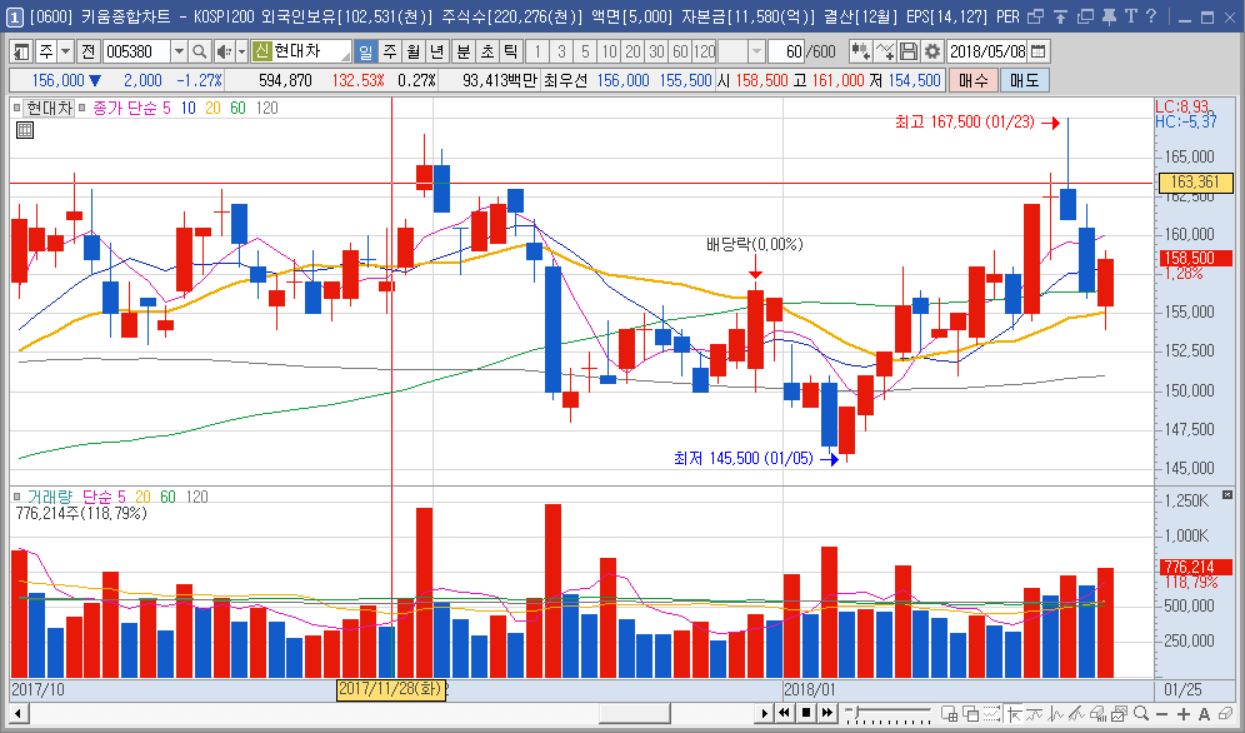 1 [0600] 키움종합차트 - KOSPI200 외국인보유[102,531(천)] 주식수[220,276(천)] 액면[5,000] 자본금[11,580(억)] 결산[12월] EPS[14,127] PER T ?
주 전 005380 신 현대차 일 주 월 년 분 초 틱 1 3 5 10 20 30 60 120 60 /600 2018/05/08
156,000 ▼ 2,000 -1.27% 594,870 132.53% 0.27% 93,413백만 최우선 156,000 155,500 시 158,500 고 161,000 저 154,500 매수 매도
현대차 종가 단순 5 10 20 60 120
LC:8.93
HC:-5.37
최고 167,500 (01/23)
165,000
163,361
162,500
160,000
배당락(0,00%)
158,500
1.28%
155,000
152,500
150,000
147,500
최저 145,500 (01/05)
145,000
거래량 단순 5 20 60 120
776,214주(118,79%)
1,250K
1,000K
776,214
118,79%
500,000
250,000
2017/10 2017/11/28(화) 2 2018/01 01/25
A